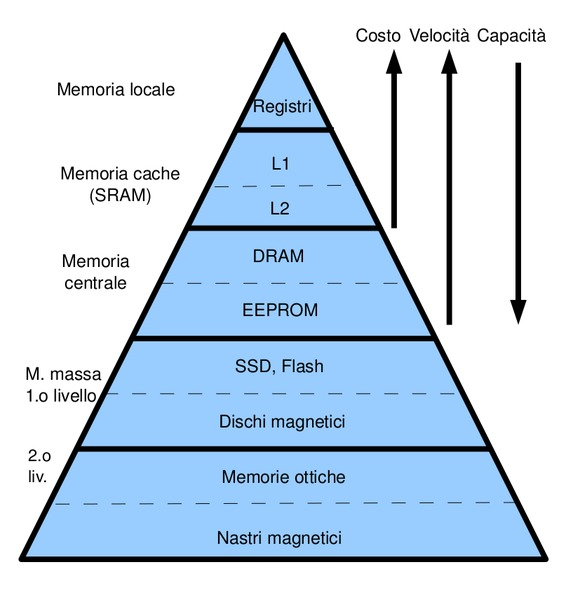 Costo Velocità Capacità
Memoria locale
Registri
Memoria cache
(SRAM)
L1
L2
Memoria
centrale
DRAM
EEPROM
M. massa
1.o livello
SSD, Flash
Dischi magnetici
2.o
liv.
Memorie ottiche
Nastri magnetici